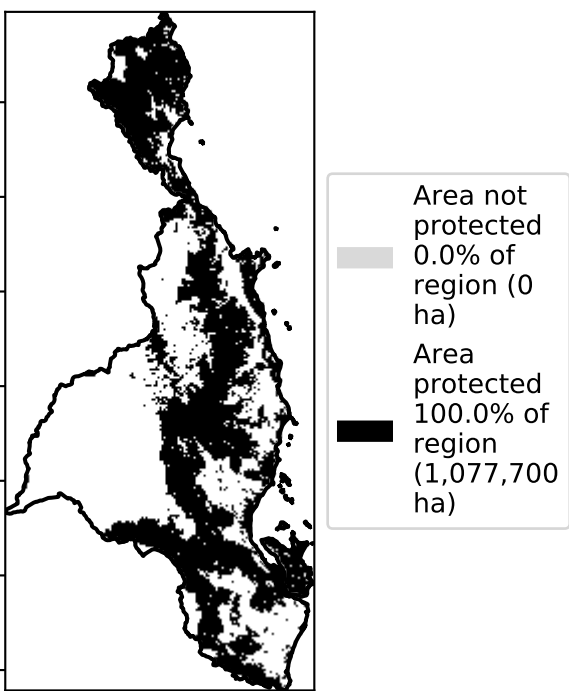 Area not
protected
0.0% of
region (0
ha)
Area
protected
100.0% of
region
(1,077,700
ha)